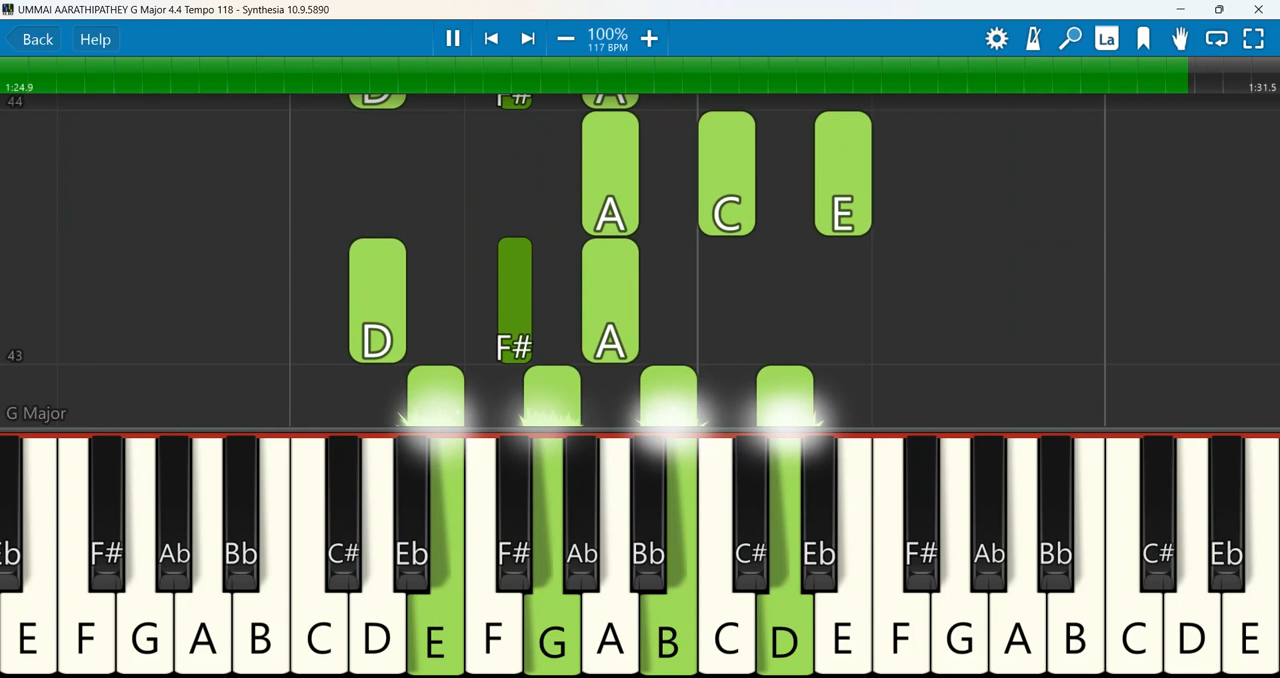 UMMAI AARATHIPATHEY G Major 4.4 Tempo 118 - Synthesia 10.9.5890
Back Help 100% La
117 BPM
1:24.9 1:31.5
44 D F# A
A C E
D F# A
43
G Major
Eb F# Ab Bb C# Eb F# Ab Bb C# Eb F# Ab Bb C# Eb
E F G A B C D E F G A B C D E F G A B C D E